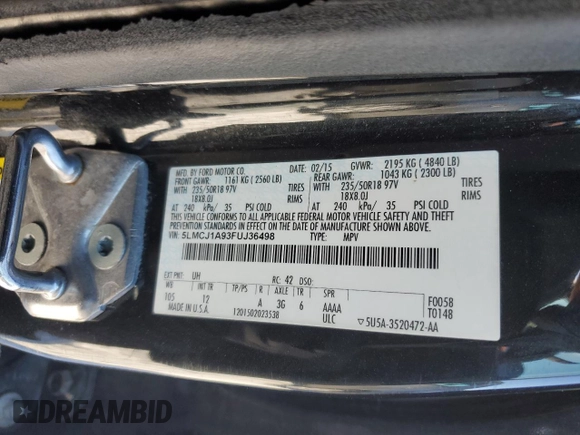 MFD. BY FORD MOTOR CO.
02/15 GVWR: 2195 KG ( 4840 LB)
FRONT GAWR: 1161 KG ( 2560 LB) REAR GAWR: 1043 KG ( 2300 LB)
WITH 235/50R18 97V TIRES WITH 235/50R18 97V TIRES
18X8.0J RIMS 18X8.0J RIMS
AT 240 kPa/ 35 PSI COLD AT 240 kPa/ 35 PSI COLD
THIS VEHICLE CONFORMS TO ALL APPLICABLE FEDERAL MOTOR VEHICLE SAFETY AND THEFT
PREVENTION STANDARDS IN EFFECT ON THE DATE OF MANUFACTURE SHOWN ABOVE.
VIN: 5LMCJ1A93FUJ36498 TYPE: MPV
EXT PNT: UH RC: 42 DSO:
WB INT TR TP/PS R AXLE TR SPR
105 12 A 3G 6 AAAA F0058
MADE IN U.S.A. 1201502023538 ULC T0148
▽5U5A-3520472-AA
DREAMBID